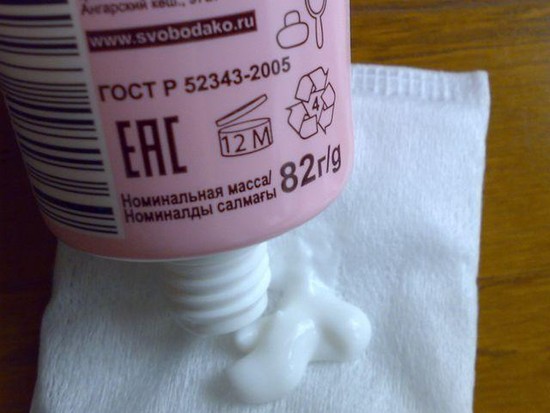 Ангарский
www.svobodako.ru
ГОСТ Р 52343-2005
4
ЕАС
12 М
Номинальная масса/
Номиналды салмағы
82г/g